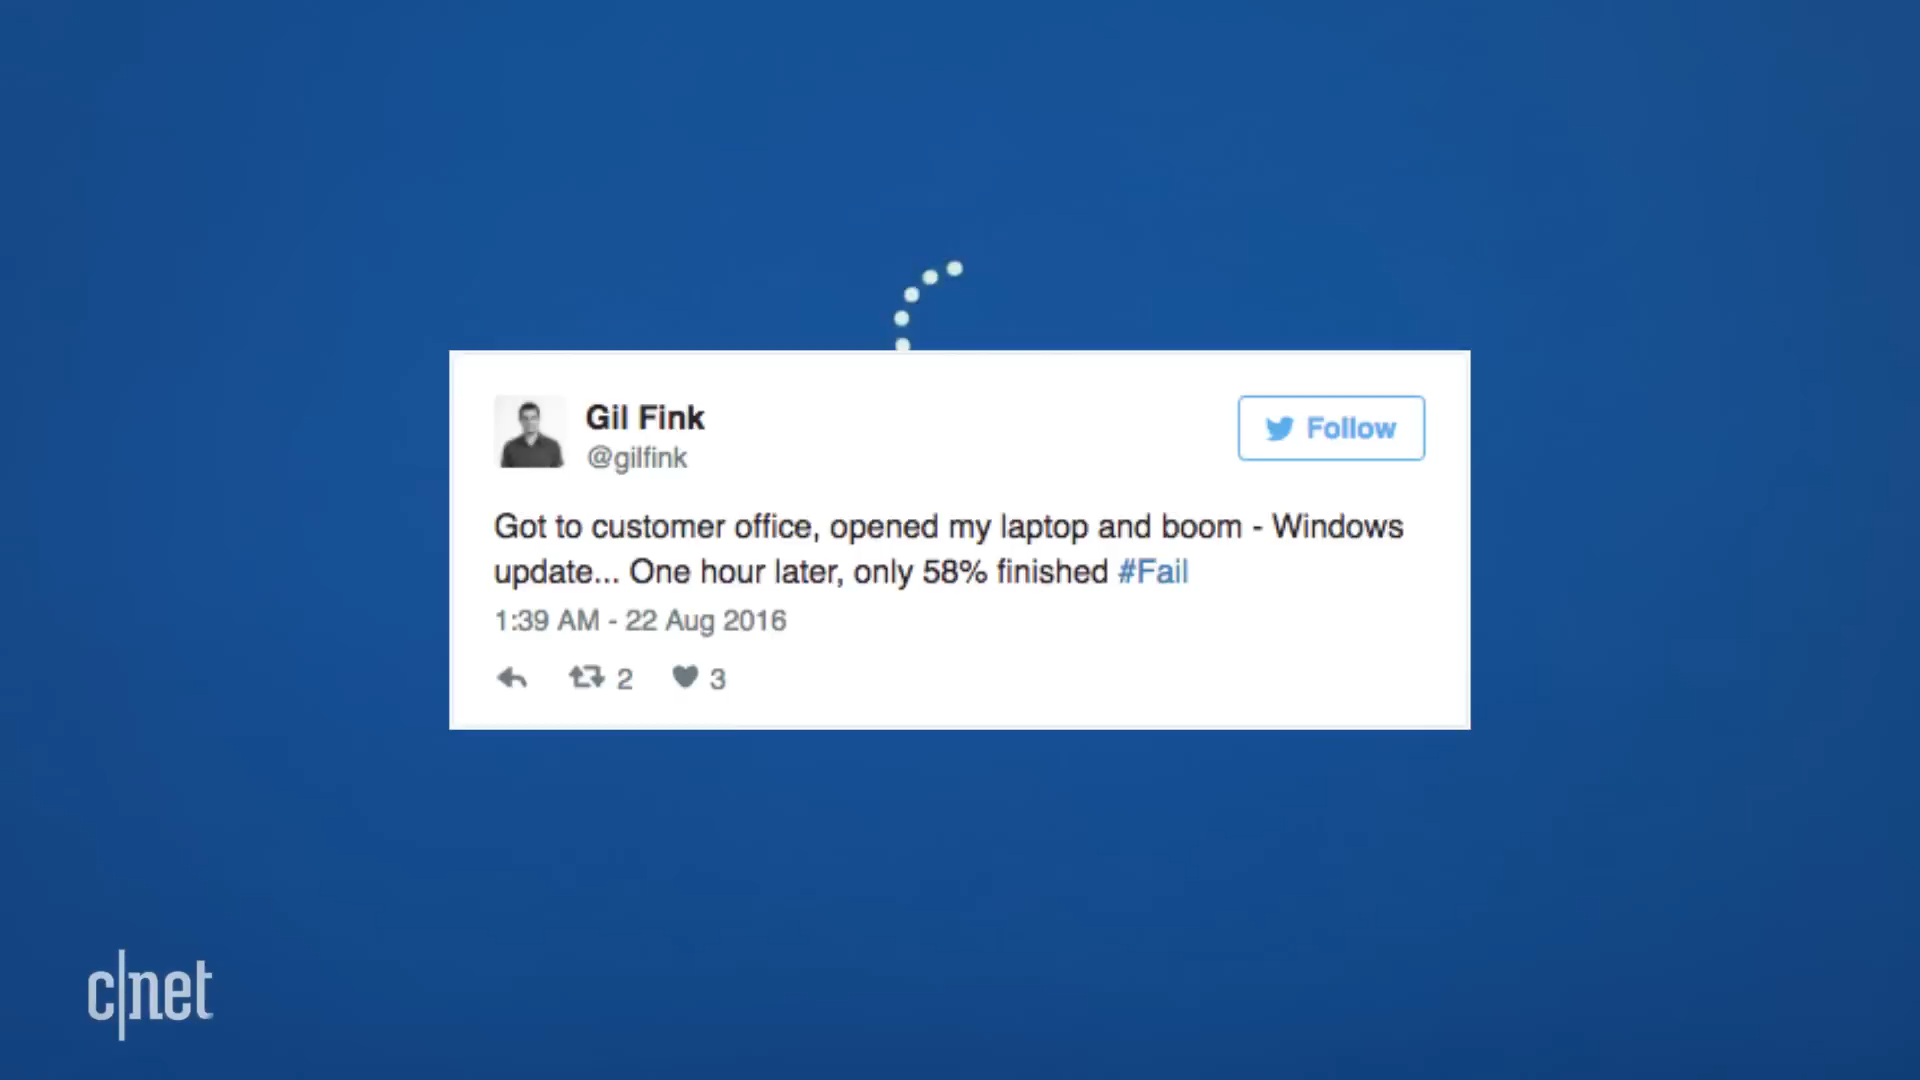 Gil Fink
@gilfink
Follow
Got to customer office, opened my laptop and boom - Windows
update... One hour later, only 58% finished #Fail
1:39 AM - 22 Aug 2016
2 3
c|net